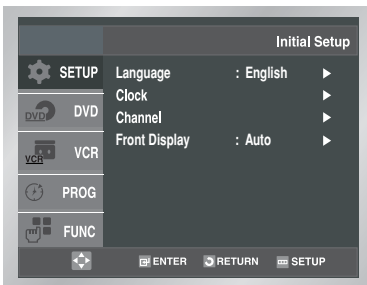 Initial Setup
SETUP
Language : English ►
Clock ►
DVD DVD
Channel ►
Front Display : Auto ►
VCR VCR
PROG
FUNC
ENTER RETURN SETUP